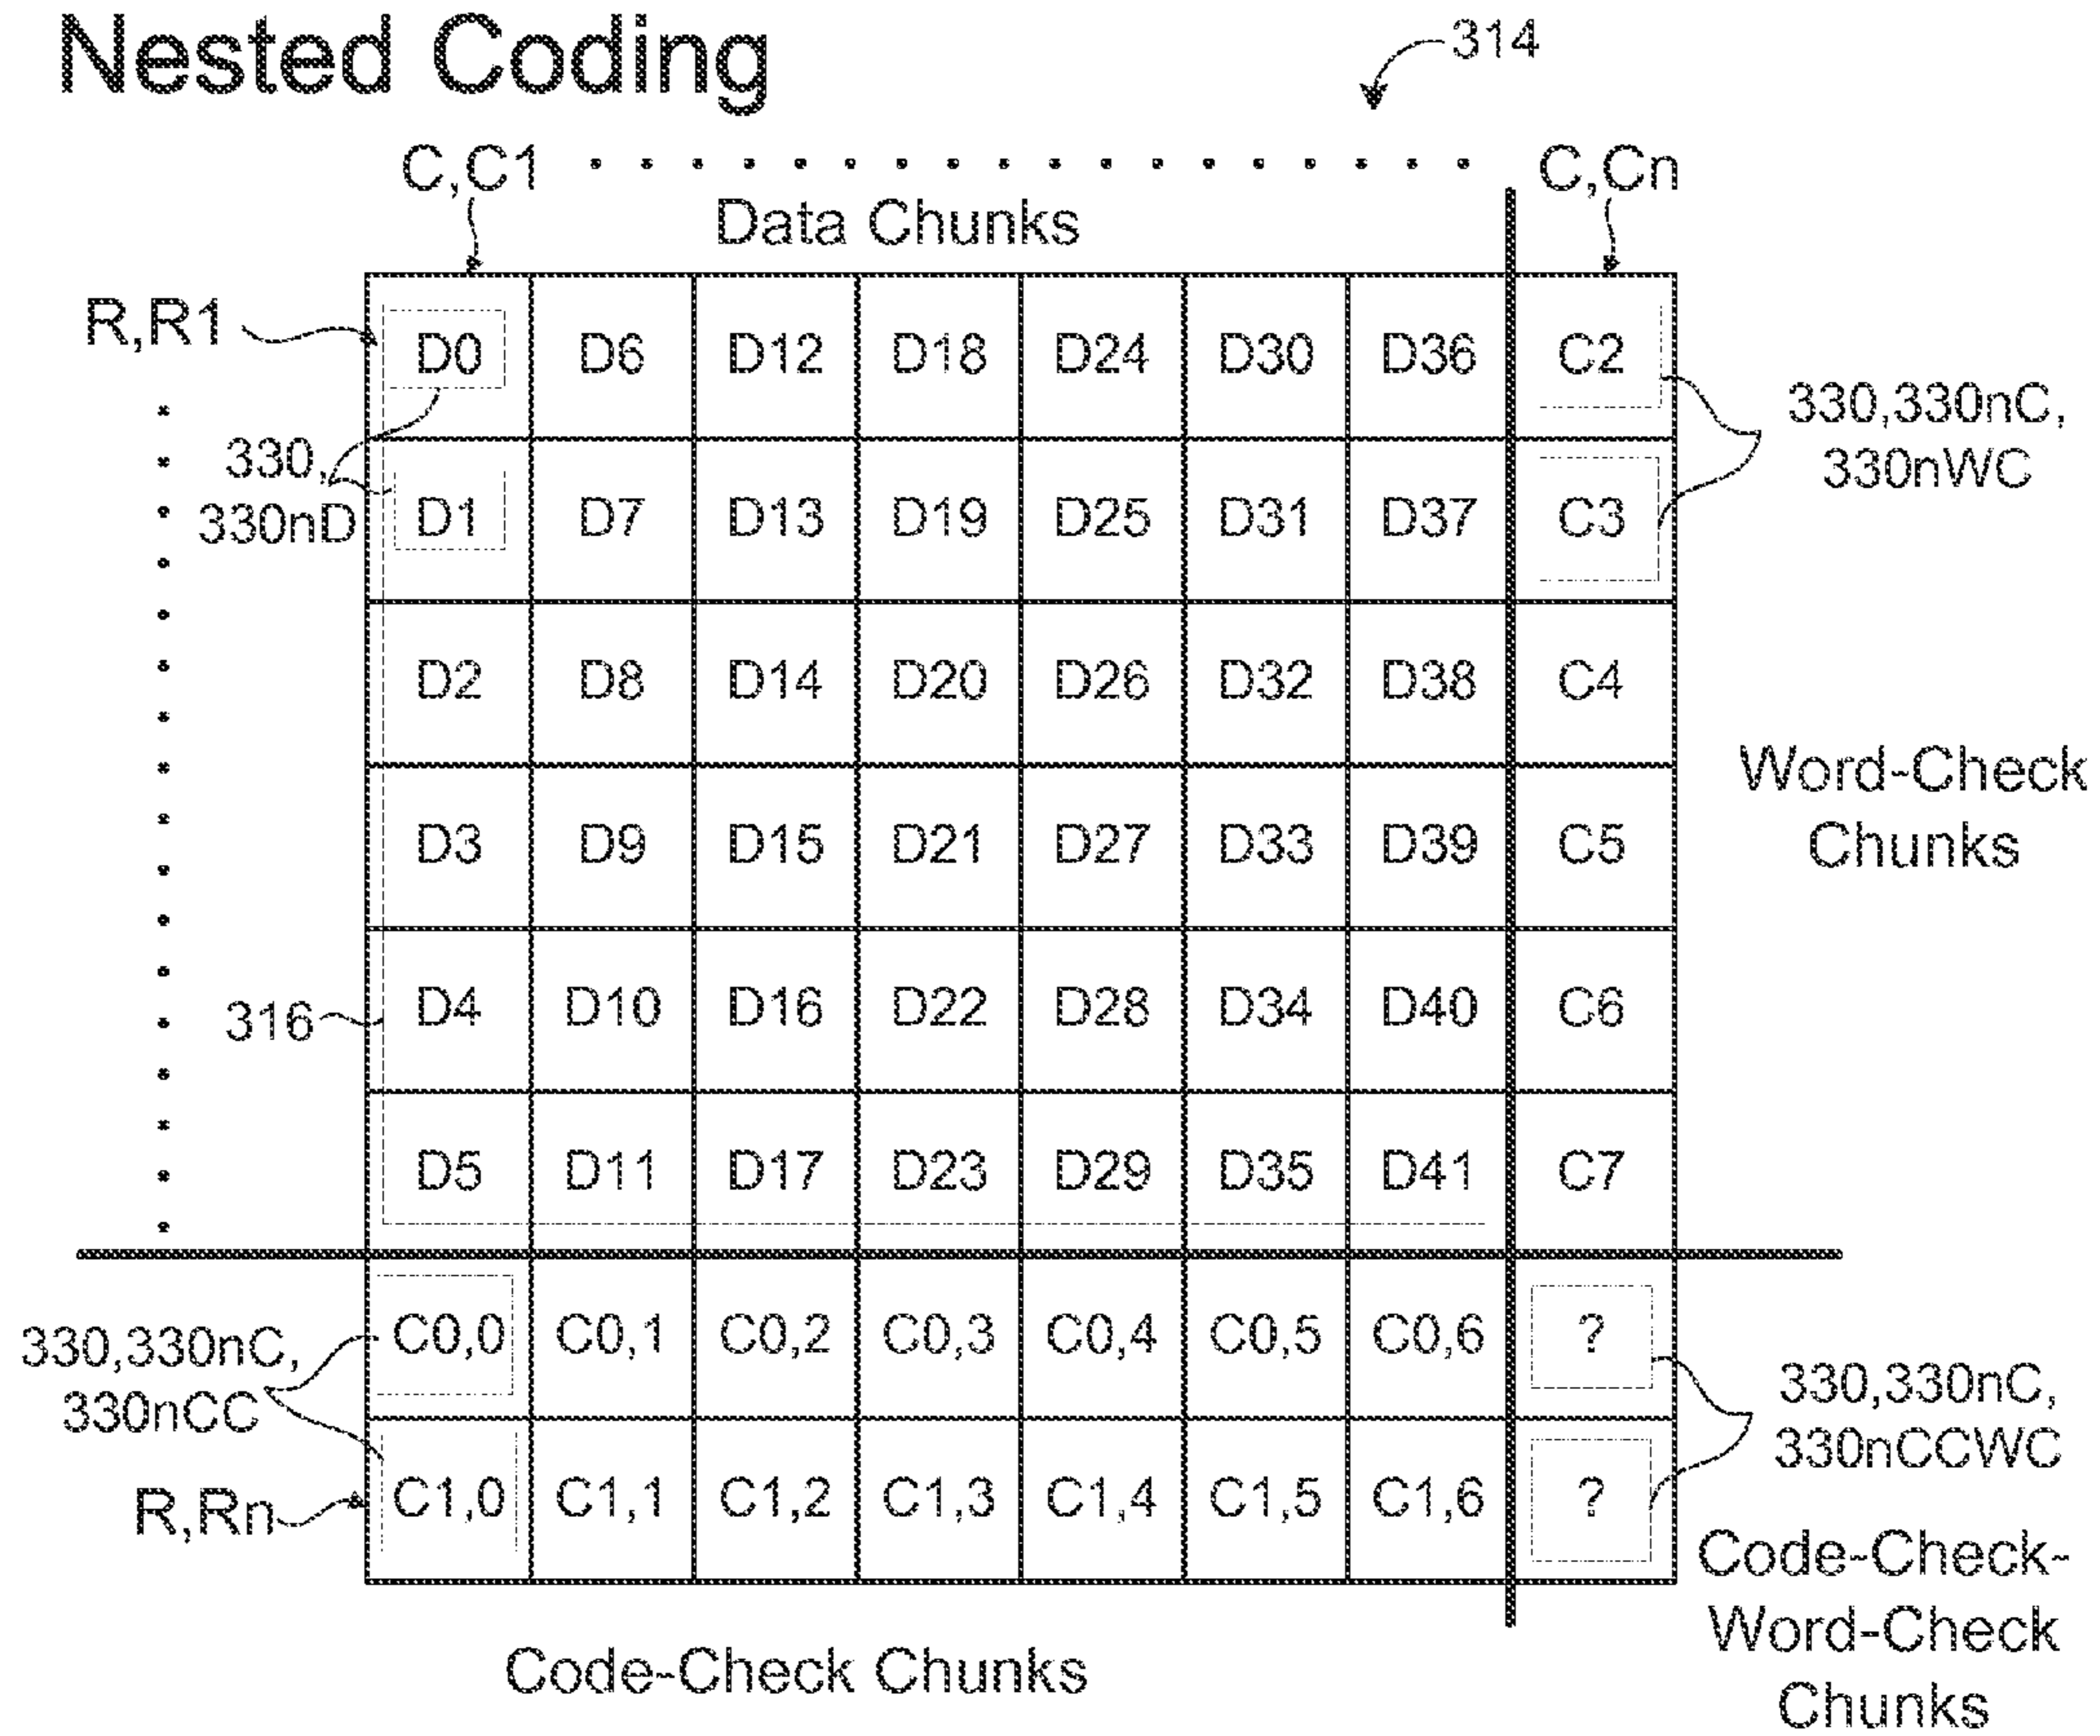 Nested Coding
314
C,C1 C,Cn
Data Chunks
R,R1
D0 D6 D12 D18 D24 D30 D36 C2
330,330nC,
330nWC
330,
330nD
D1 D7 D13 D19 D25 D31 D37 C3
D2 D8 D14 D20 D26 D32 D38 C4
Word-Check
Chunks
D3 D9 D15 D21 D27 D33 D39 C5
316
D4 D10 D16 D22 D28 D34 D40 C6
D5 D11 D17 D23 D29 D35 D41 C7
330,330nC,
330nCC
C0,0 C0,1 C0,2 C0,3 C0,4 C0,5 C0,6 ?
330,330nC,
330nCCWC
R,Rn
C1,0 C1,1 C1,2 C1,3 C1,4 C1,5 C1,6 ?
Code-Check-
Word-Check
Chunks
Code-Check Chunks